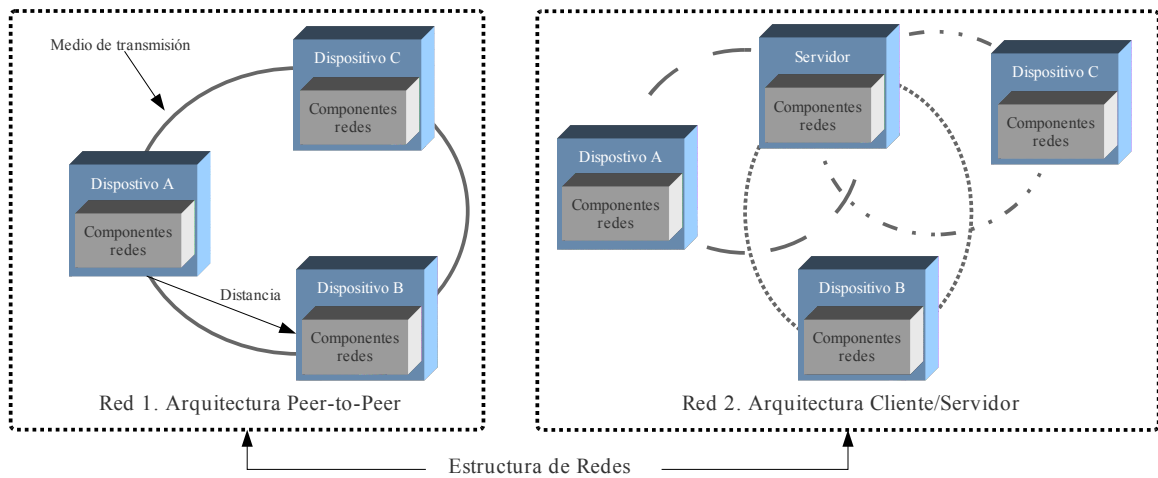 Medio de transmisión
Dispositivo C
Componentes
redes
Dispostivo A
Componentes
redes
Distancia
Dispositivo B
Componentes
redes
Red 1. Arquitectura Peer-to-Peer
Servidor
Componentes
redes
Dispositivo C
Componentes
redes
Dispostivo A
Componentes
redes
Dispositivo B
Componentes
redes
Red 2. Arquitectura Cliente/Servidor
Estructura de Redes